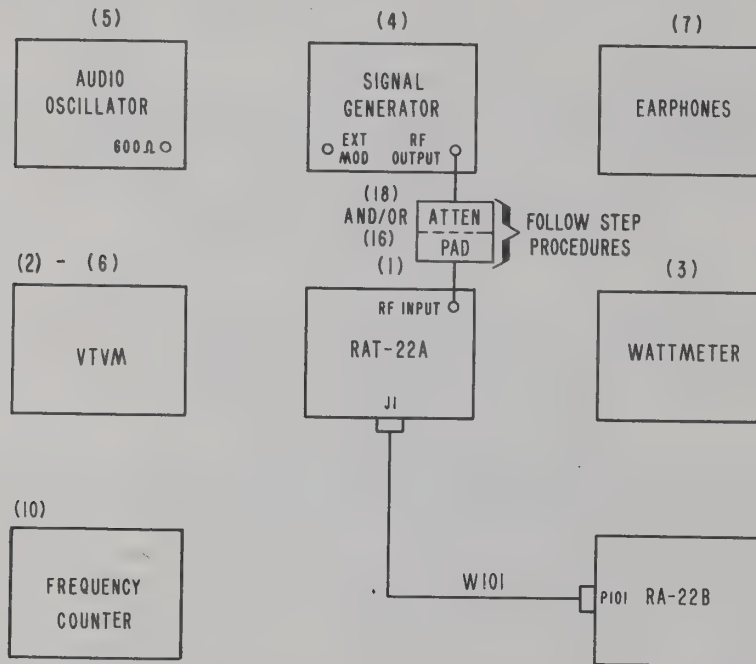 (5)
AUDIO
OSCILLATOR
600Ω
(4)
SIGNAL
GENERATOR
EXT
MOD
RF
OUTPUT
(7)
EARPHONES
(18)
AND/OR
(16)
ATTEN
PAD
FOLLOW STEP
PROCEDURES
(2) - (6)
VTVM
(1)
RF INPUT
RAT-22A
J1
(3)
WATTMETER
(10)
FREQUENCY
COUNTER
W101
P101 RA-22B